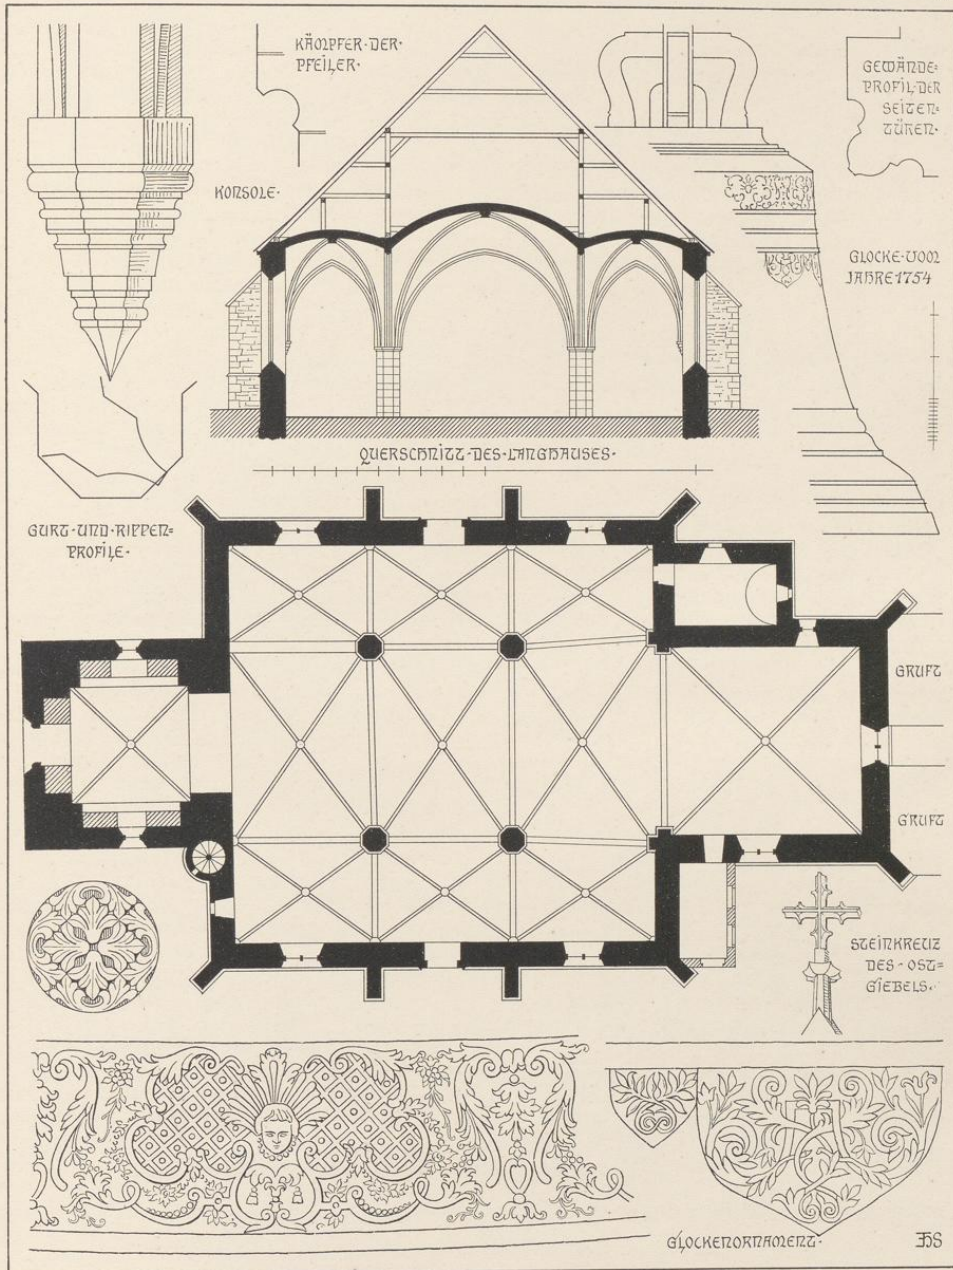 KÄMPFER·DER·
PFEILER·
GEWÄNDE=
PROFIL·DER
SEITEN=
TÜREN·
KONSOLE·
GLOCKE·VOM
JAHRE 1754
QUERSCHNITT·DES·LANGHAUSES·
GURT·UND·RIPPEN=
PROFILE·
GRUFT
GRUFT
STEINKREUZ
DES·OST=
GIEBELS·
GLOCKENORNAMENT·